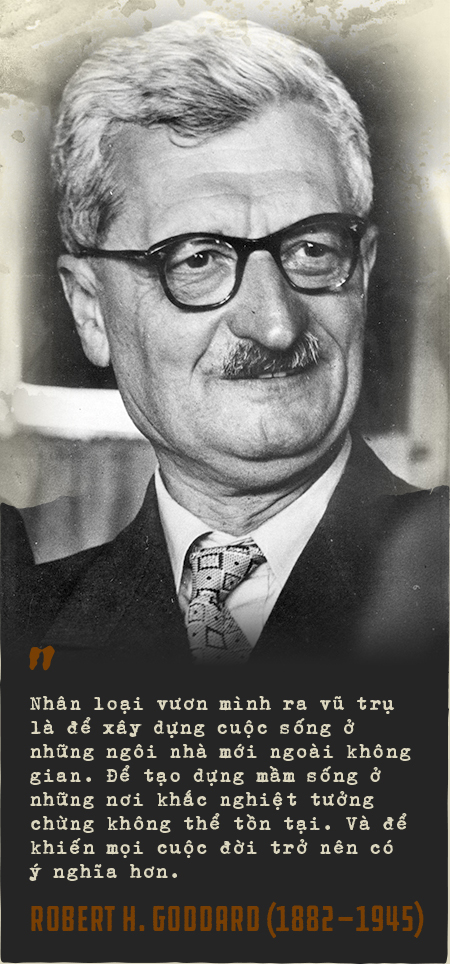 "
Nhân loại vươn mình ra vũ trụ
là để xây dựng cuộc sống ở
những ngôi nhà mới ngoài không
gian. Để tạo dựng mầm sống ở
những nơi khắc nghiệt tưởng
chừng không thể tồn tại. Và để
khiến mọi cuộc đời trở nên có
ý nghĩa hơn.
ROBERT H. GODDARD (1882–1945)